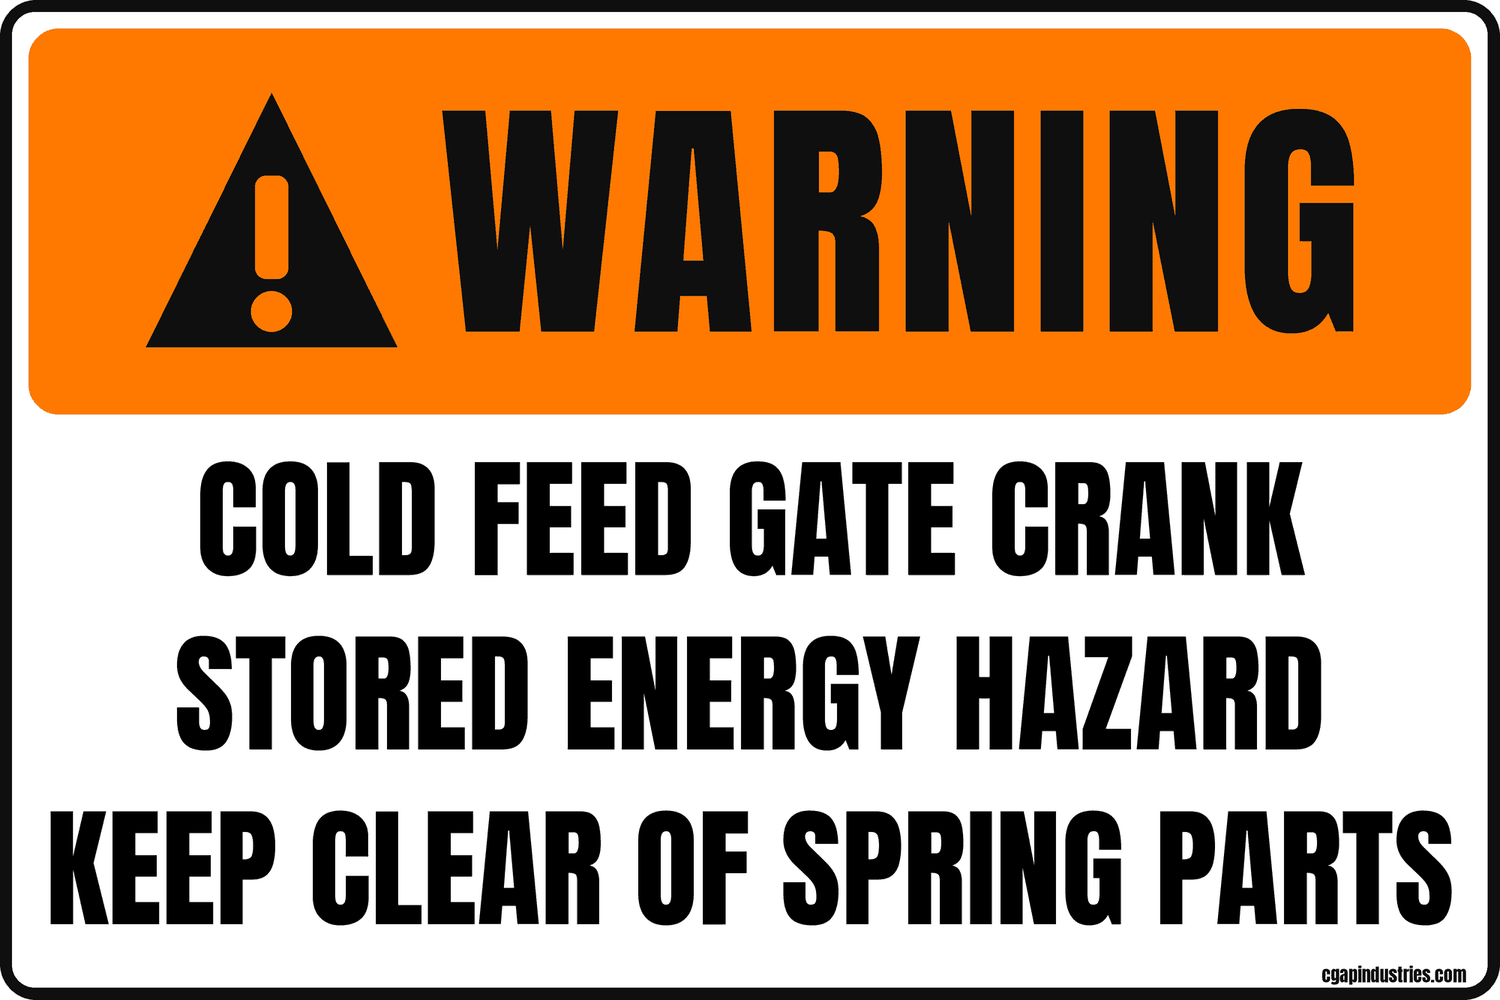 WARNING
COLD FEED GATE CRANK
STORED ENERGY HAZARD
KEEP CLEAR OF SPRING PARTS
cgapindustries.com